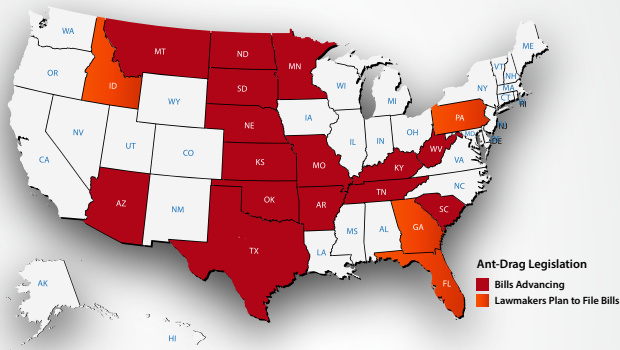 WA
MT
ND
MN
ME
OR
ID
SD
WI
MI
VT
NH
NY
MA
CT
RI
WY
NE
IA
PA
NJ
NV
UT
CO
IL
IN
OH
MD
DE
CA
KS
MO
KY
WV
VA
AZ
NM
OK
AR
TN
NC
SC
TX
LA
MS
AL
GA
FL
AK
HI
Ant-Drag Legislation
Bills Advancing
Lawmakers Plan to File Bills